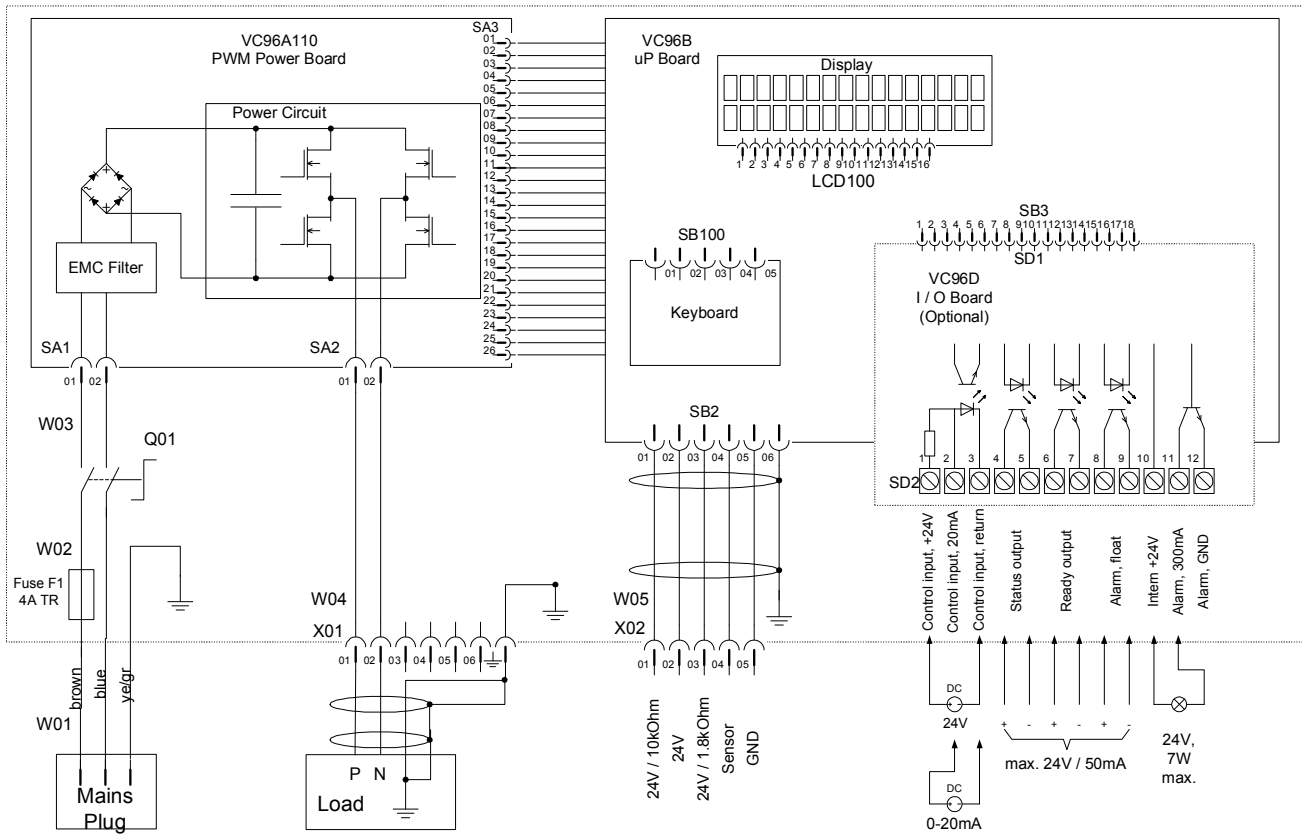 VC96A110
PWM Power Board
SA3
01
02
03
04
05
06
07
08
09
10
11
12
13
14
15
16
17
18
19
20
21
22
23
24
25
26
Power Circuit
~
+
+
~
EMC Filter
SA1
01 02
SA2
01 02
VC96B
uP Board
Display
1 2 3 4 5 6 7 8 9 10 11 12 13 14 15 16
LCD100
SB100
01 02 03 04 05
Keyboard
SB3
1 2 3 4 5 6 7 8 9 10 11 12 13 14 15 16 17 18
SD1
VC96D
I / O Board
(Optional)
1 2 3 4 5 6 7 8 9 10 11 12
SD2
SB2
01 02 03 04 05 06
W03
Q01
W02
Fuse F1
4A TR
W04
X01
01 02 03 04 05 06
W05
X02
01 02 03 04 05
brown
blue
ye/gr
W01
Mains
Plug
P N
Load
24V / 10kOhm
24V
24V / 1.8kOhm
Sensor
GND
Control input, +24V
Control input, 20mA
Control input, return
Status output
Ready output
Alarm, float
Intern +24V
Alarm, 300mA
Alarm, GND
DC
24V
DC
0-20mA
+ - + - + -
max. 24V / 50mA
24V,
7W
max.